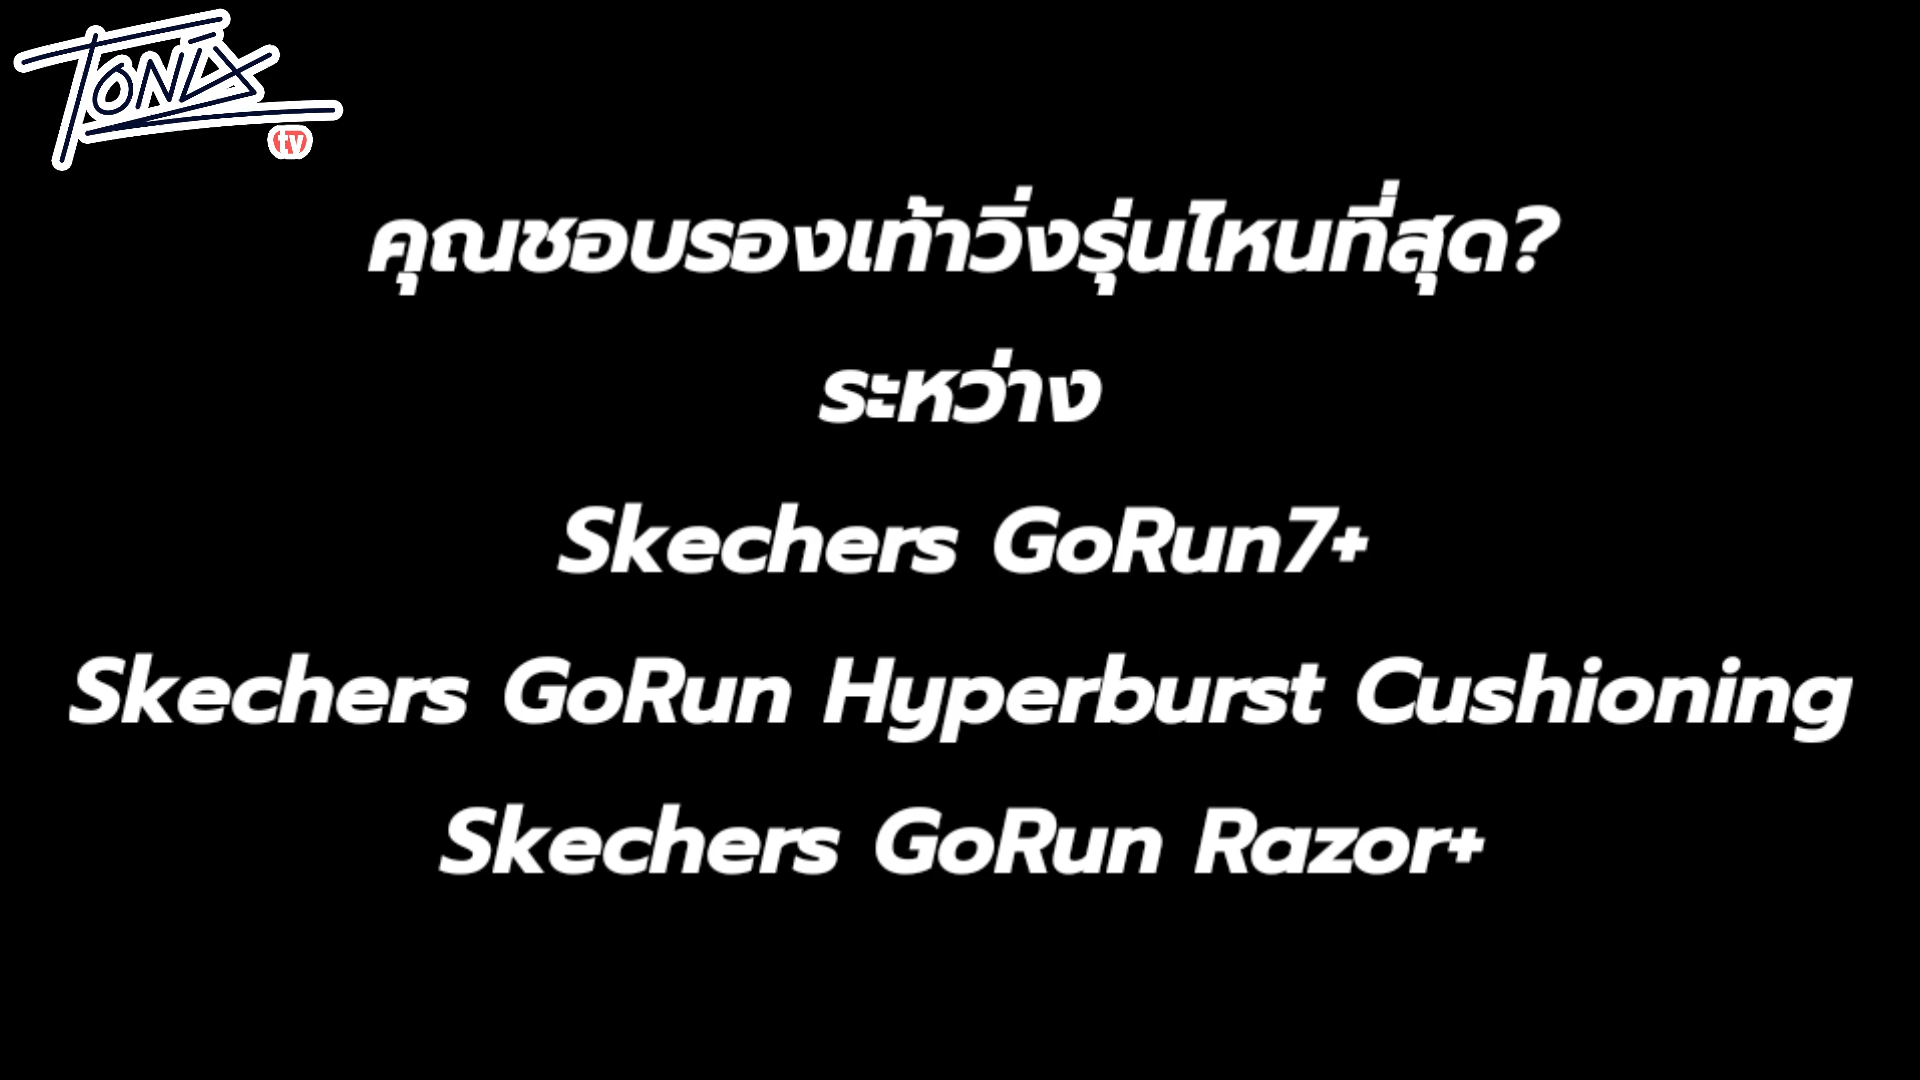 TONIX
tv
คุณชอบรองเท้าวิ่งรุ่นไหนที่สุด?
ระหว่าง
Skechers GoRun7+
Skechers GoRun Hyperburst Cushioning
Skechers GoRun Razor+